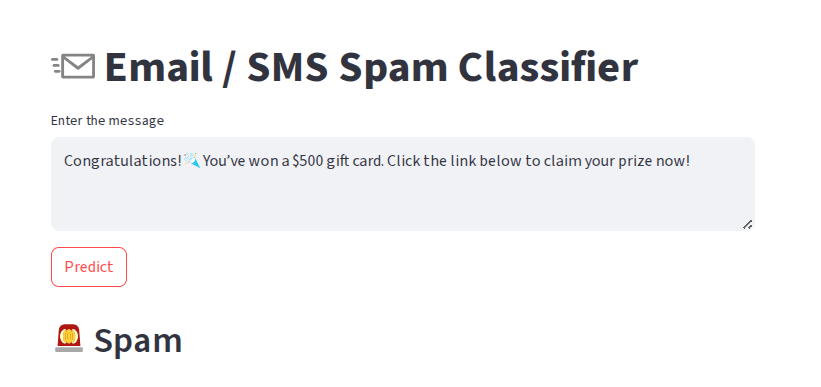 Email / SMS Spam Classifier
Enter the message
Congratulations! You’ve won a $500 gift card. Click the link below to claim your prize now!
Predict
Spam